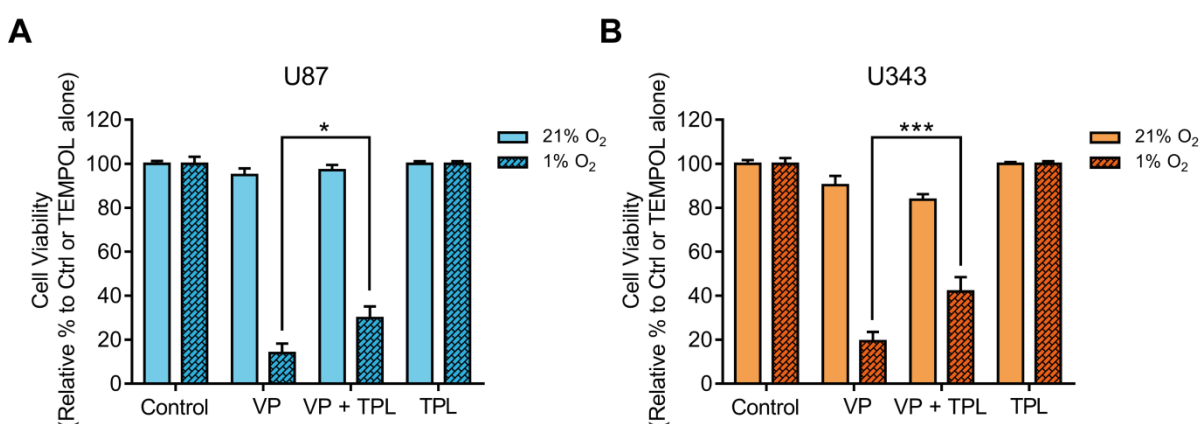 A
U87
Cell Viability
(Relative % to Ctrl or TEMPOL alone)
120
100
80
60
40
20
0
*
21% O₂
1% O₂
Control VP VP + TPL TPL
B
U343
Cell Viability
(Relative % to Ctrl or TEMPOL alone)
120
100
80
60
40
20
0
***
21% O₂
1% O₂
Control VP VP + TPL TPL